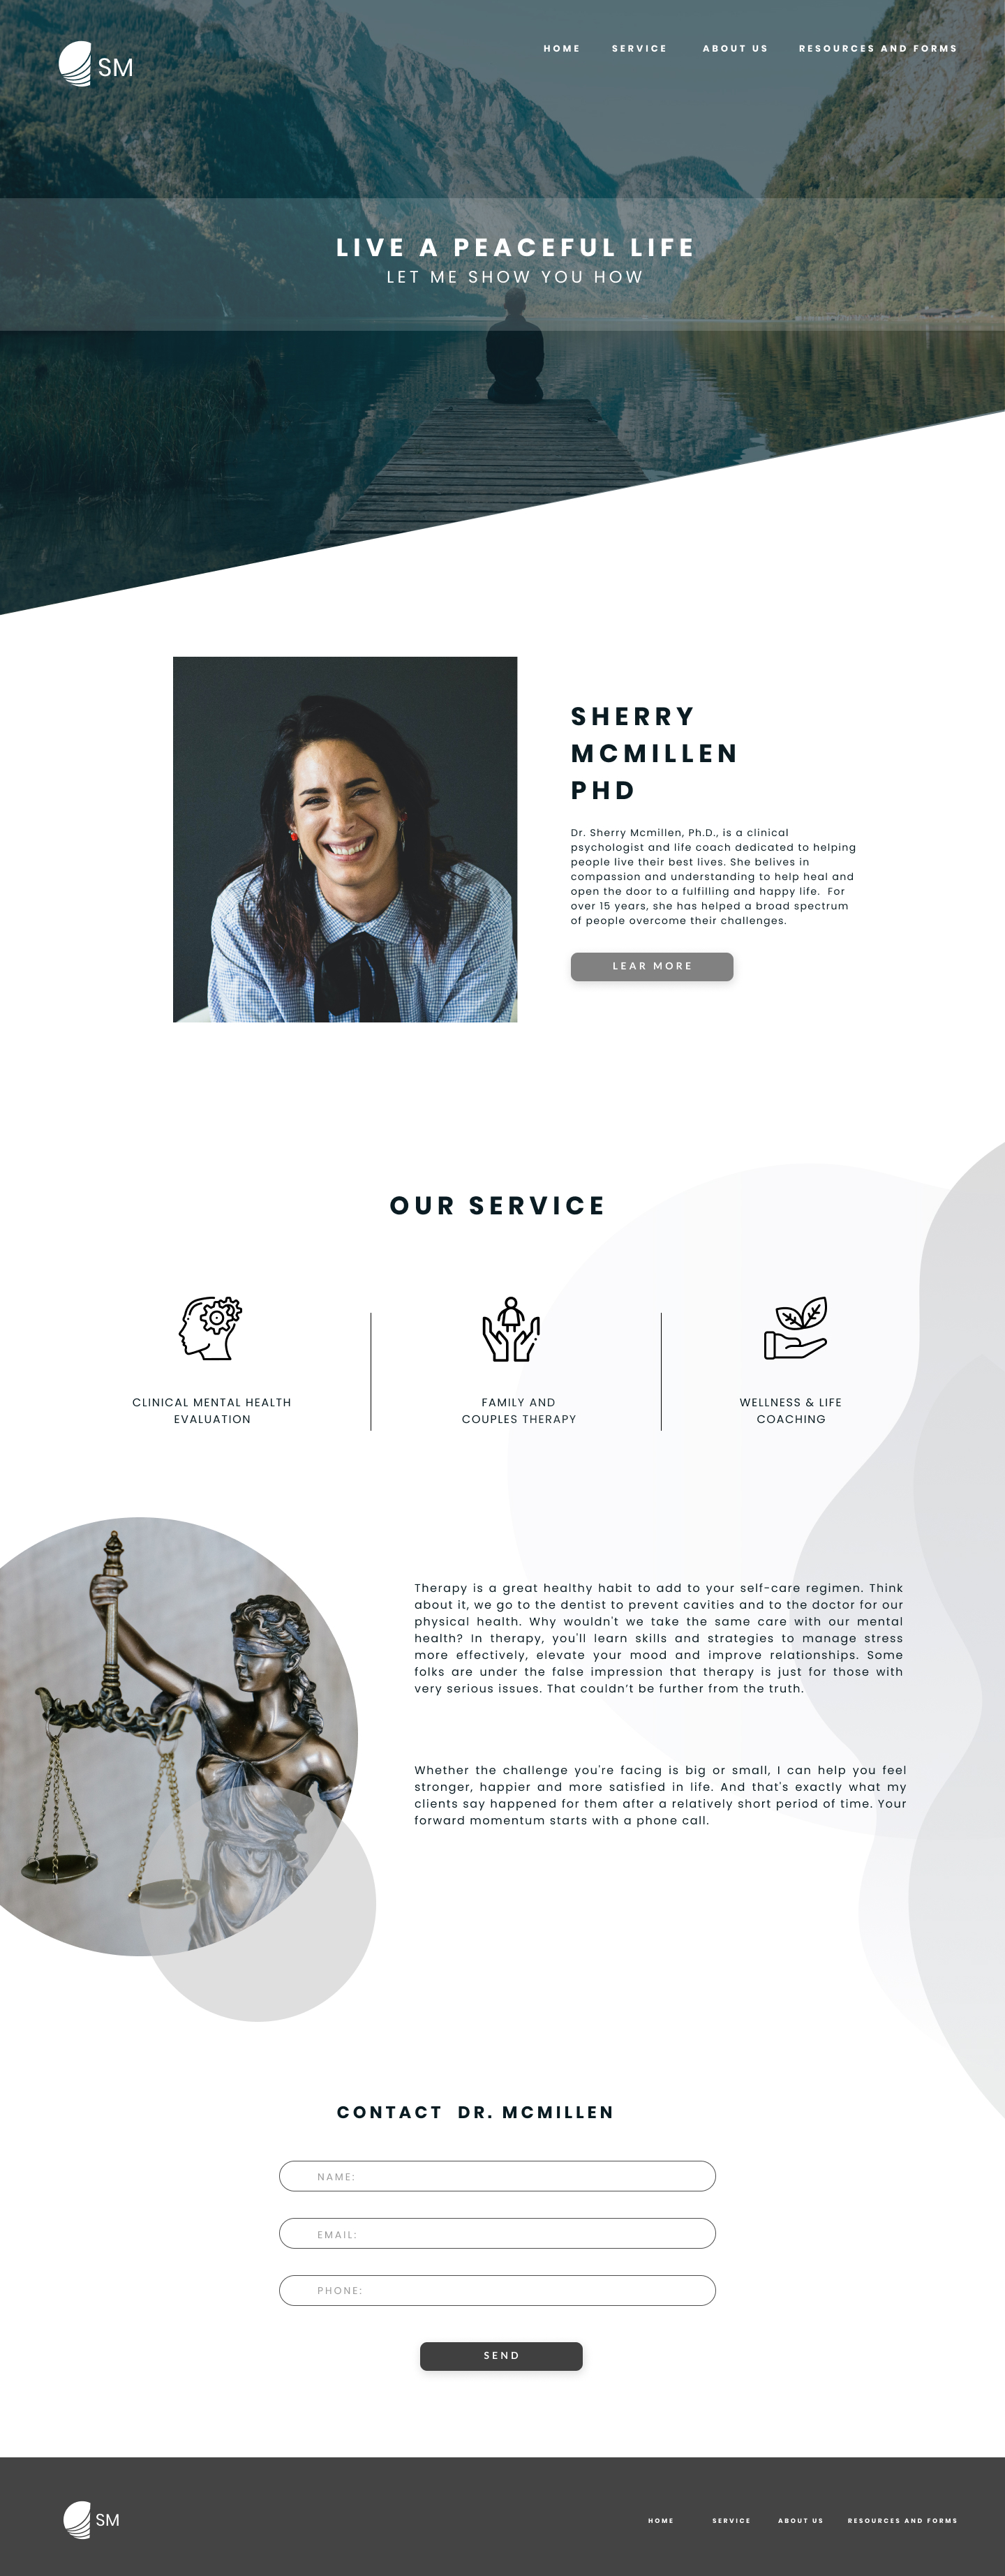 SM
HOME SERVICE ABOUT US RESOURCES AND FORMS
LIVE A PEACEFUL LIFE
LET ME SHOW YOU HOW
SHERRY
MCMILLEN
PHD
Dr. Sherry Mcmillen, Ph.D., is a clinical
psychologist and life coach dedicated to helping
people live their best lives. She belives in
compassion and understanding to help heal and
open the door to a fulfilling and happy life. For
over 15 years, she has helped a broad spectrum
of people overcome their challenges.
LEAR MORE
OUR SERVICE
CLINICAL MENTAL HEALTH
EVALUATION
FAMILY AND
COUPLES THERAPY
WELLNESS & LIFE
COACHING
Therapy is a great healthy habit to add to your self-care regimen. Think
about it, we go to the dentist to prevent cavities and to the doctor for our
physical health. Why wouldn't we take the same care with our mental
health? In therapy, you'll learn skills and strategies to manage stress
more effectively, elevate your mood and improve relationships. Some
folks are under the false impression that therapy is just for those with
very serious issues. That couldn’t be further from the truth.
Whether the challenge you're facing is big or small, I can help you feel
stronger, happier and more satisfied in life. And that's exactly what my
clients say happened for them after a relatively short period of time. Your
forward momentum starts with a phone call.
CONTACT DR. MCMILLEN
NAME:
EMAIL:
PHONE:
SEND
SM
HOME SERVICE ABOUT US RESOURCES AND FORMS